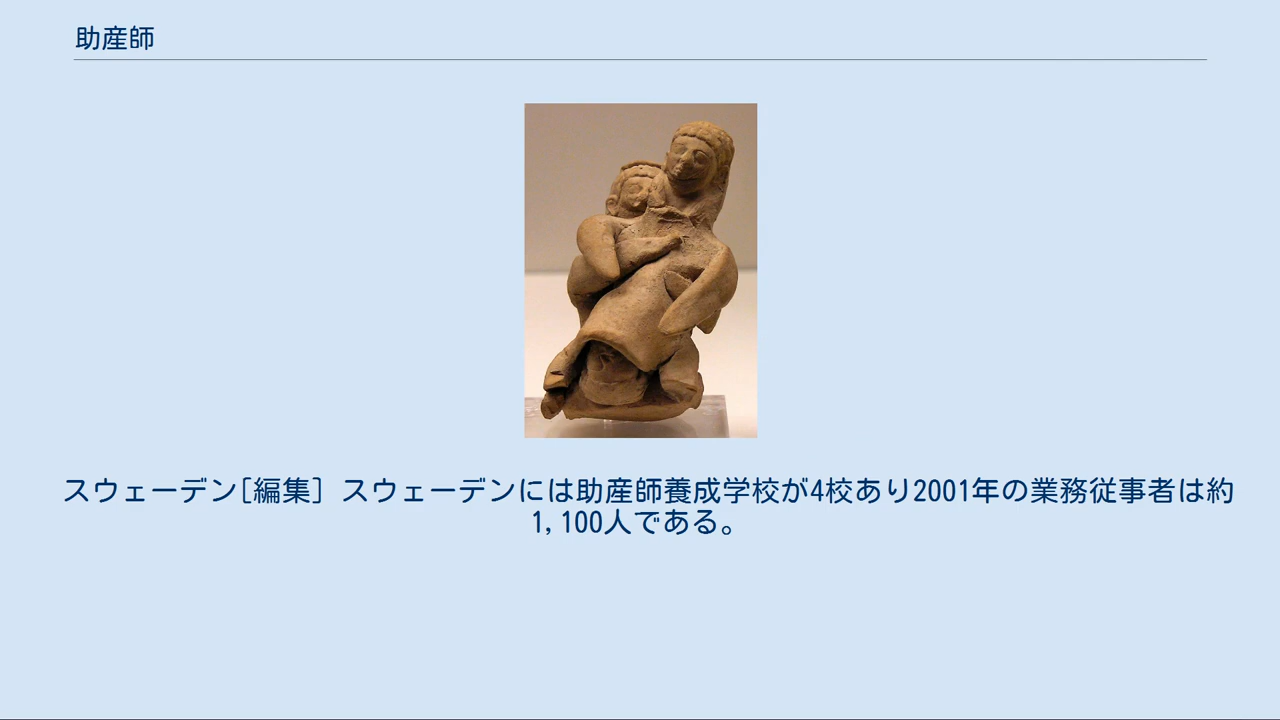 助産師
スウェーデン[編集] スウェーデンには助産師養成学校が4校あり2001年の業務従事者は約
1,100人である。